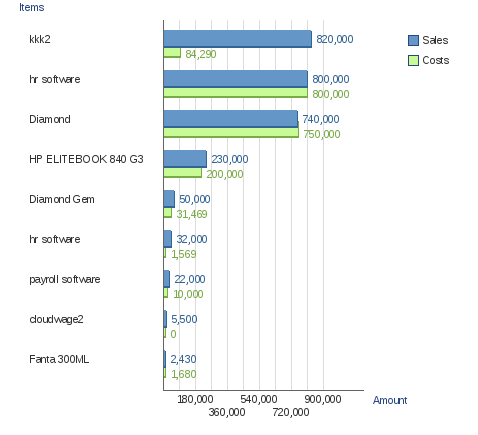 Items
kkk2
820,000
84,290
hr software
800,000
800,000
Diamond
740,000
750,000
HP ELITEBOOK 840 G3
230,000
200,000
Diamond Gem
50,000
31,469
hr software
32,000
1,569
payroll software
22,000
10,000
cloudwage2
5,500
0
Fanta 300ML
2,430
1,680
180,000 540,000 900,000
360,000 720,000
Amount
Sales
Costs